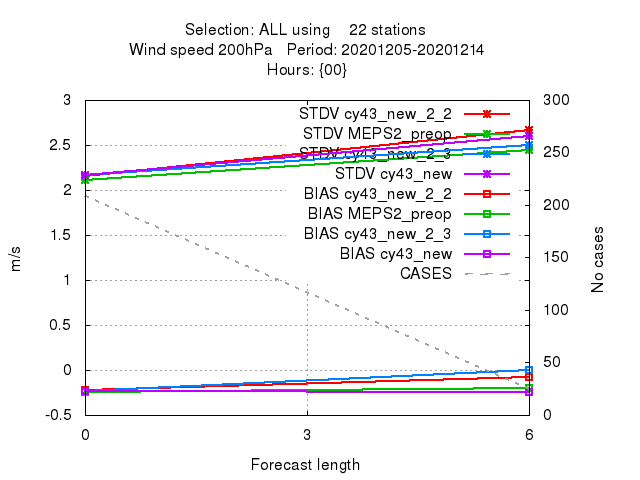 Selection: ALL using 22 stations
Wind speed 200hPa Period: 20201205-20201214
Hours: {00}
3
2.5
2
1.5
1
0.5
0
-0.5
300
250
200
150
100
50
0
0 3 6
m/s
No cases
Forecast length
STDV cy43_new_2_2
STDV MEPS2_preop
STDV cy43_new_2_3
STDV cy43_new
BIAS cy43_new_2_2
BIAS MEPS2_preop
BIAS cy43_new_2_3
BIAS cy43_new
CASES